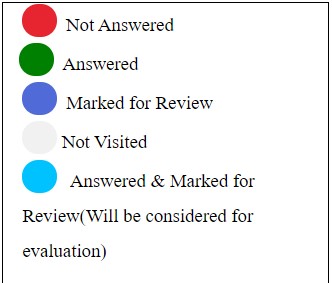 Not Answered
Answered
Marked for Review
Not Visited
Answered & Marked for
Review(Will be considered for
evaluation)